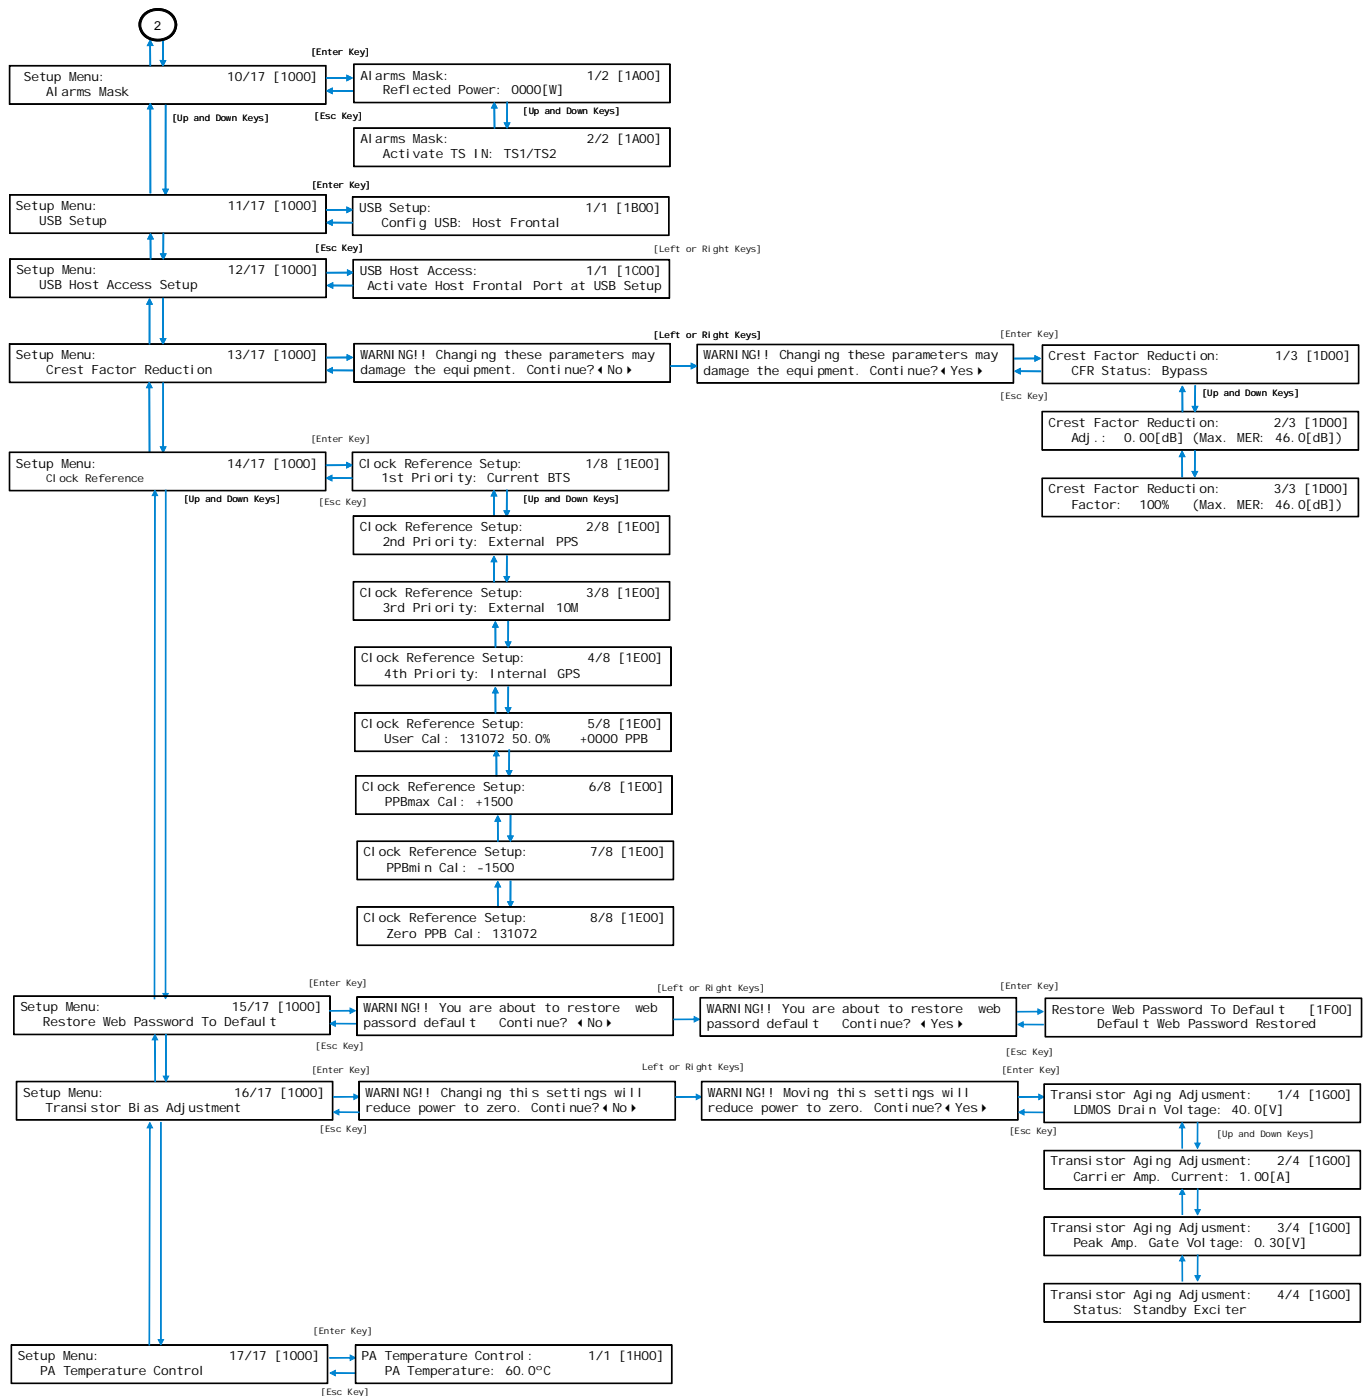 2
[Enter Key]
Setup Menu: 10/17 [1000]
Alarms Mask
Alarms Mask: 1/2 [1A00]
Reflected Power: 0000[W]
[Up and Down Keys]
[Esc Key]
[Up and Down Keys]
Alarms Mask: 2/2 [1A00]
Activate TS IN: TS1/TS2
[Enter Key]
Setup Menu: 11/17 [1000]
USB Setup
USB Setup: 1/1 [1B00]
Config USB: Host Frontal
[Esc Key]
[Left or Right Keys]
Setup Menu: 12/17 [1000]
USB Host Access Setup
USB Host Access: 1/1 [1C00]
Activate Host Frontal Port at USB Setup
[Left or Right Keys]
[Enter Key]
Setup Menu: 13/17 [1000]
Crest Factor Reduction
WARNING!! Changing these parameters may
damage the equipment. Continue?◂ No ▸
WARNING!! Changing these parameters may
damage the equipment. Continue?◂ Yes ▸
Crest Factor Reduction: 1/3 [1D00]
CFR Status: Bypass
[Esc Key]
[Up and Down Keys]
Crest Factor Reduction: 2/3 [1D00]
Adj.: 0.00[dB] (Max. MER: 46.0[dB])
Crest Factor Reduction: 3/3 [1D00]
Factor: 100% (Max. MER: 46.0[dB])
[Enter Key]
Setup Menu: 14/17 [1000]
Clock Reference
Clock Reference Setup: 1/8 [1E00]
1st Priority: Current BTS
[Up and Down Keys]
[Esc Key]
[Up and Down Keys]
Clock Reference Setup: 2/8 [1E00]
2nd Priority: External PPS
Clock Reference Setup: 3/8 [1E00]
3rd Priority: External 10M
Clock Reference Setup: 4/8 [1E00]
4th Priority: Internal GPS
Clock Reference Setup: 5/8 [1E00]
User Cal: 131072 50.0% +0000 PPB
Clock Reference Setup: 6/8 [1E00]
PPBmax Cal: +1500
Clock Reference Setup: 7/8 [1E00]
PPBmin Cal: -1500
Clock Reference Setup: 8/8 [1E00]
Zero PPB Cal: 131072
[Enter Key]
[Left or Right Keys]
[Enter Key]
Setup Menu: 15/17 [1000]
Restore Web Password To Default
WARNING!! You are about to restore web
passord default Continue? ◂ No ▸
WARNING!! You are about to restore web
passord default Continue? ◂ Yes ▸
Restore Web Password To Default [1F00]
Default Web Password Restored
[Esc Key]
[Esc Key]
[Enter Key]
Left or Right Keys]
[Enter Key]
Setup Menu: 16/17 [1000]
Transistor Bias Adjustment
WARNING!! Changing this settings will
reduce power to zero. Continue?◂ No ▸
WARNING!! Moving this settings will
reduce power to zero. Continue?◂ Yes ▸
Transistor Aging Adjusment: 1/4 [1G00]
LDMOS Drain Voltage: 40.0[V]
[Esc Key]
[Esc Key]
[Up and Down Keys]
Transistor Aging Adjusment: 2/4 [1G00]
Carrier Amp. Current: 1.00[A]
Transistor Aging Adjusment: 3/4 [1G00]
Peak Amp. Gate Voltage: 0.30[V]
Transistor Aging Adjusment: 4/4 [1G00]
Status: Standby Exciter
[Enter Key]
Setup Menu: 17/17 [1000]
PA Temperature Control
PA Temperature Control: 1/1 [1H00]
PA Temperature: 60.0ºC
[Esc Key]